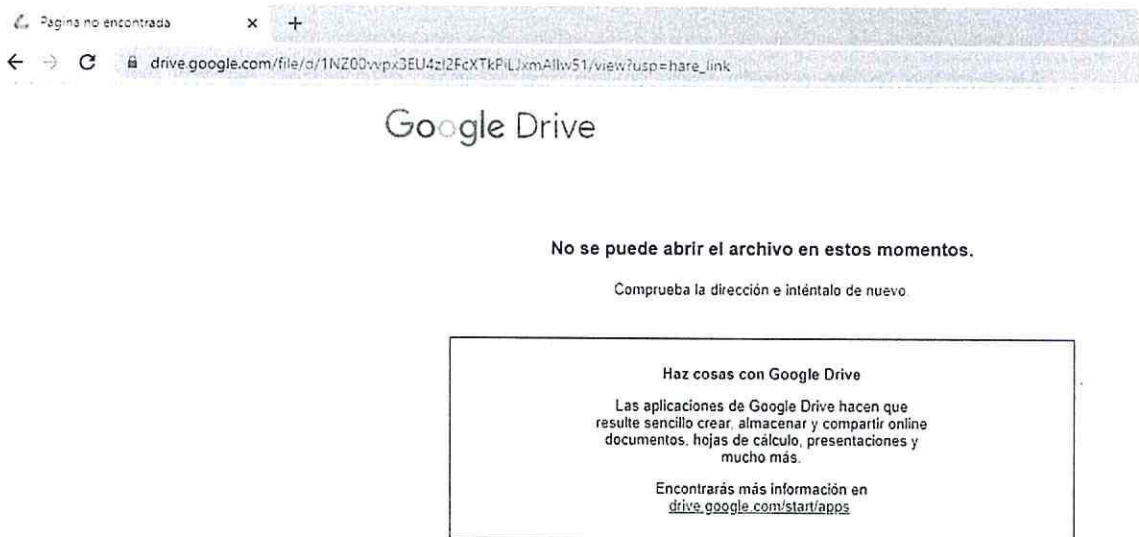 Pagina no encontrada
drive.google.com/file/d/
Google Drive
No se puede abrir el archivo en estos momentos.
Comprueba la dirección e inténtalo de nuevo.
Haz cosas con Google Drive
Las aplicaciones de Google Drive hacen que
resulte sencillo crear, almacenar y compartir online
documentos, hojas de cálculo, presentaciones y
mucho más.
Encontrarás más información en
drive.google.com/start/apps